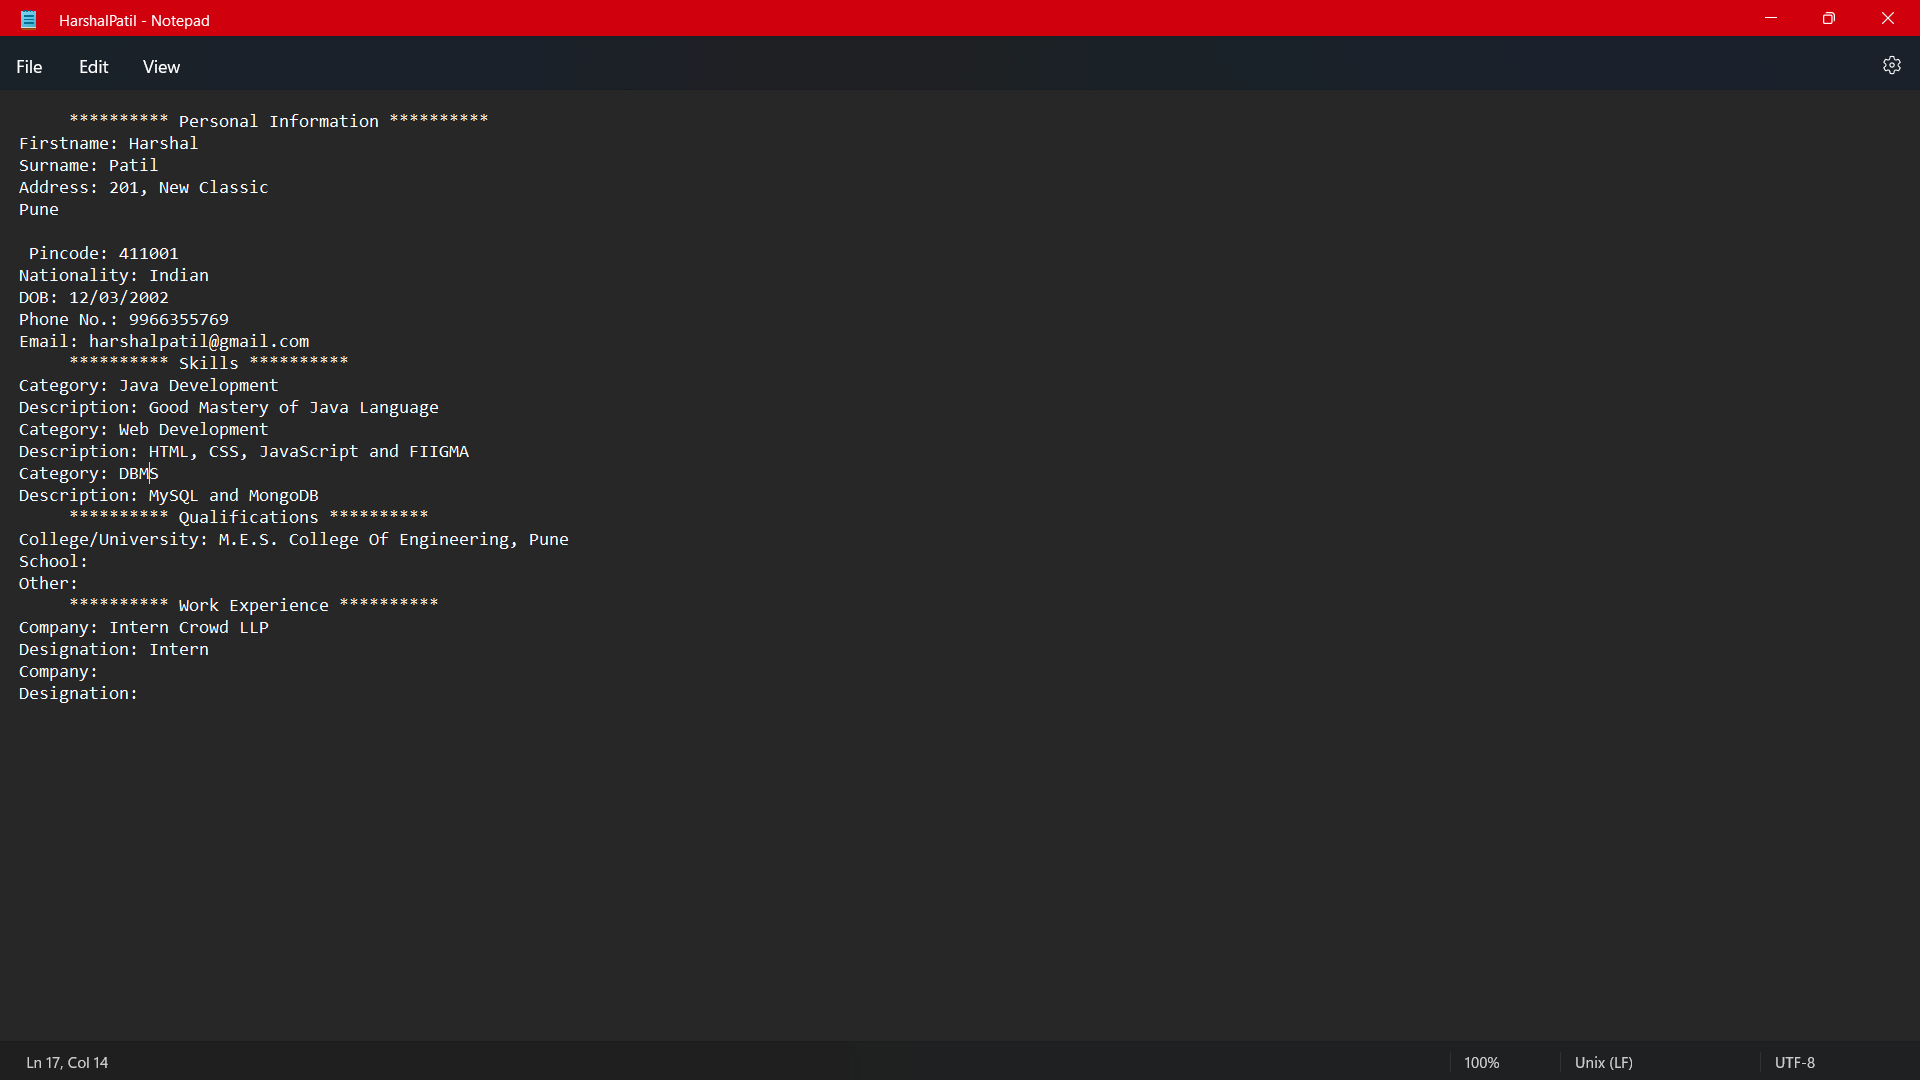 HarshalPatil - Notepad
File Edit View
********** Personal Information **********
Firstname: Harshal
Surname: Patil
Address: 201, New Classic
Pune
Pincode: 411001
Nationality: Indian
DOB: 12/03/2002
Phone No.: 9966355769
Email: harshalpatil@gmail.com
********** Skills **********
Category: Java Development
Description: Good Mastery of Java Language
Category: Web Development
Description: HTML, CSS, JavaScript and FIIGMA
Category: DBMS
Description: MySQL and MongoDB
********** Qualifications **********
College/University: M.E.S. College Of Engineering, Pune
School:
Other:
********** Work Experience **********
Company: Intern Crowd LLP
Designation: Intern
Company:
Designation:
Ln 17, Col 14 100% Unix (LF) UTF-8